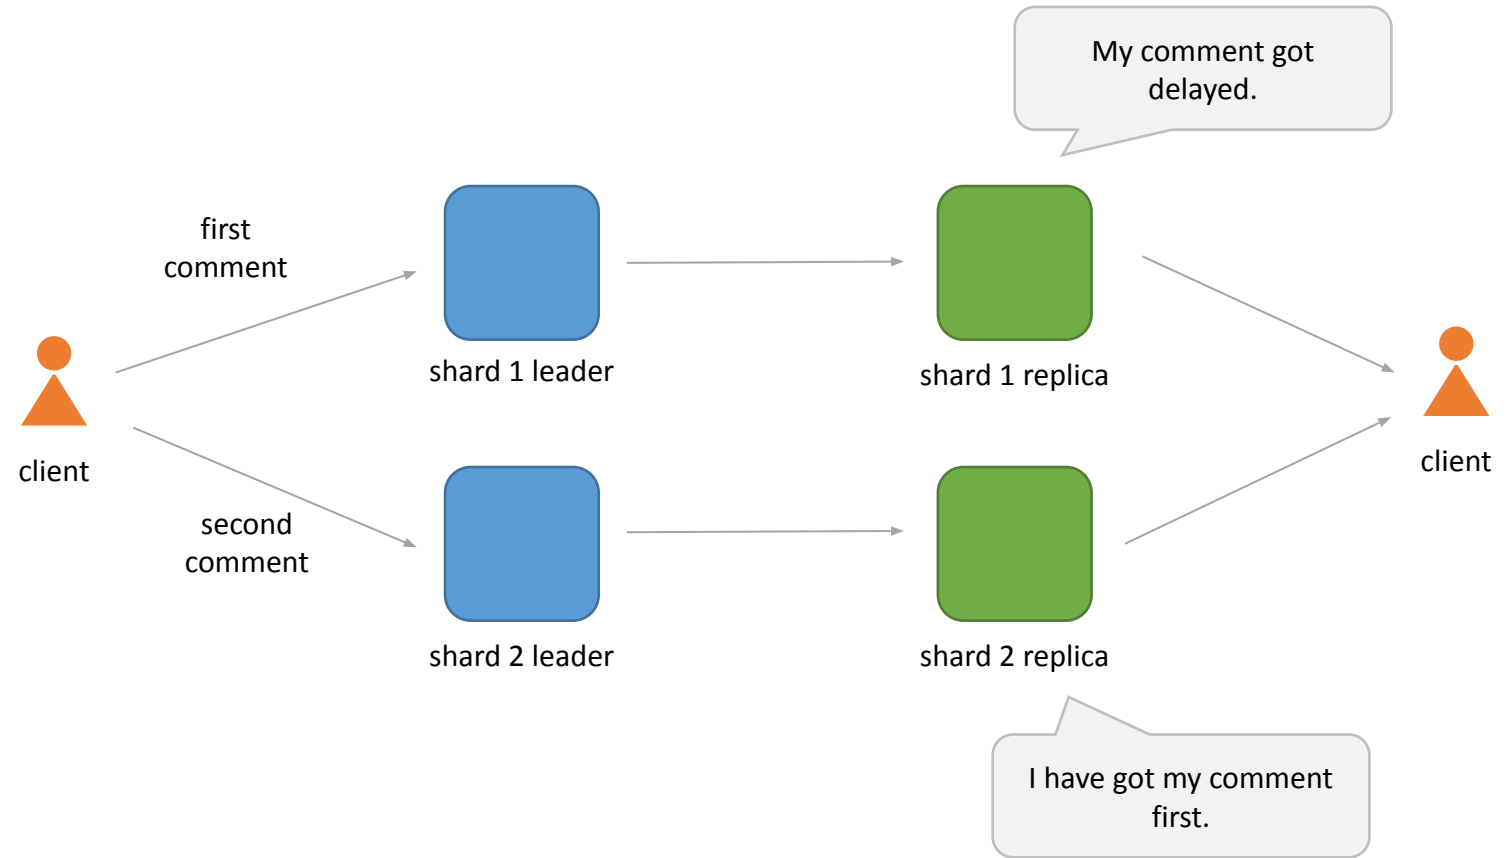 My comment got
delayed.
first
comment
shard 1 leader
shard 1 replica
client
client
second
comment
shard 2 leader
shard 2 replica
I have got my comment
first.